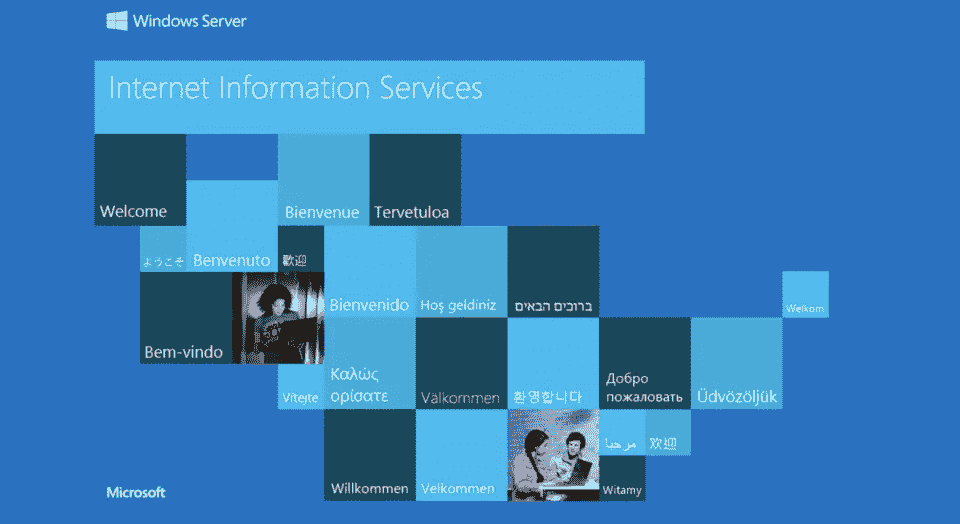 Windows Server
Internet Information Services
Welcome
Bienvenue
Tervetuloa
ようこそ
Benvenuto
歡迎
Bienvenido
Hoş geldiniz
ברוכים הבאים
Welkom
Bem-vindo
Vítejte
Καλώς
ορίσατε
Välkommen
환영합니다
Добро
пожаловать
Üdvözöljük
مرحبا
欢迎
Willkommen
Velkommen
Witamy
Microsoft